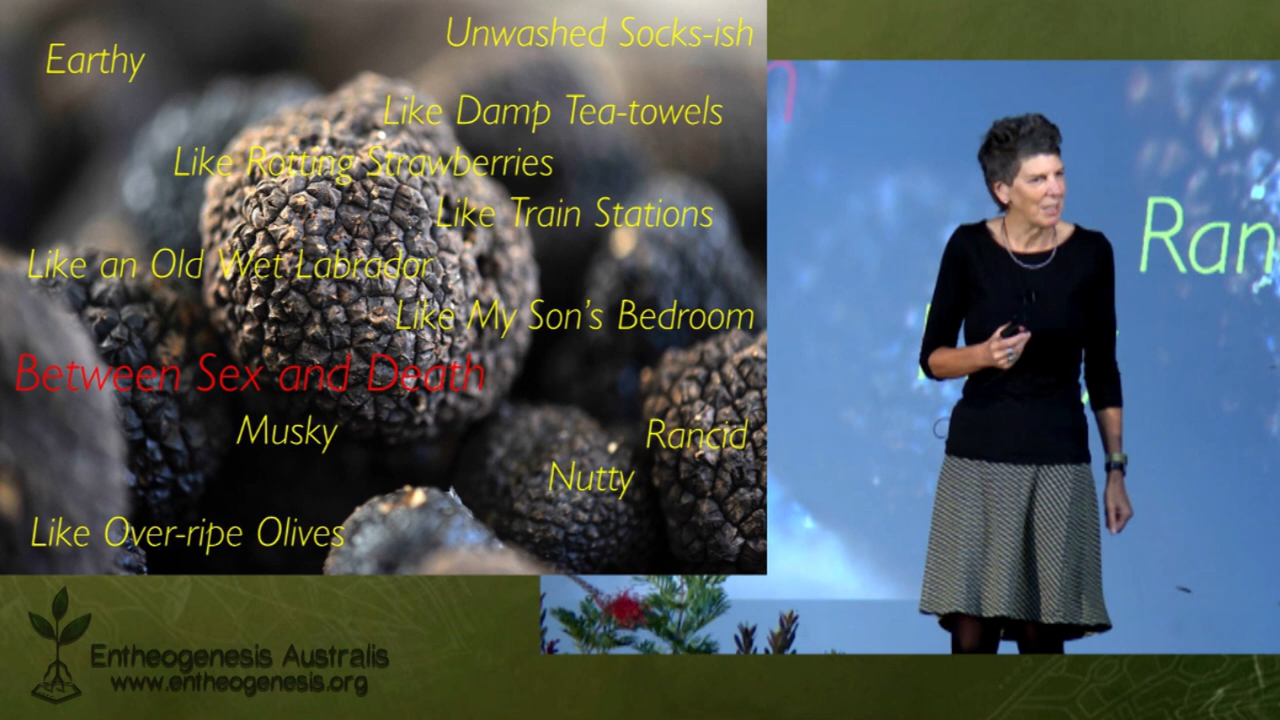 Unwashed Socks-ish
Earthy
Like Damp Tea-towels
Like Rotting Strawberries
Like Train Stations
Like an Old Wet Labrador
Like My Son's Bedroom
Between Sex and Death
Musky
Rancid
Nutty
Like Over-ripe Olives
Ran
Entheogenesis Australis
www.entheogenesis.org